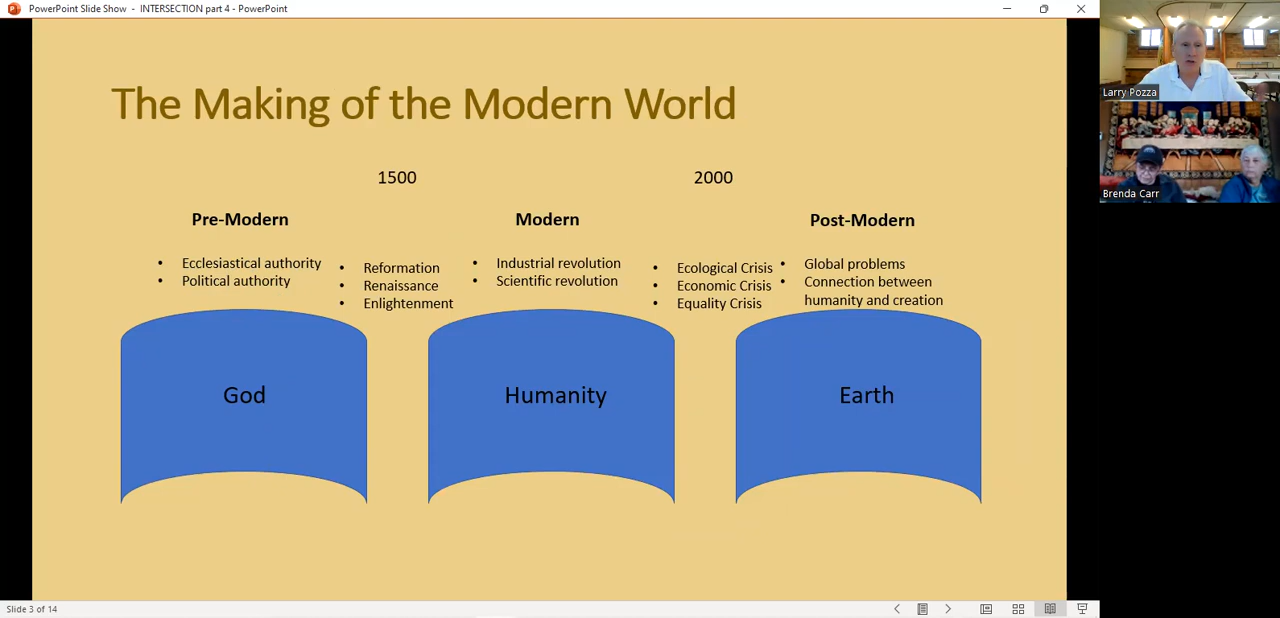 PowerPoint Slide Show - INTERSECTION part 4 - PowerPoint
The Making of the Modern World
1500
2000
Pre-Modern
Modern
Post-Modern
• Ecclesiastical authority
• Political authority
• Reformation
• Renaissance
• Enlightenment
• Industrial revolution
• Scientific revolution
• Ecological Crisis
• Economic Crisis
• Equality Crisis
• Global problems
• Connection between
humanity and creation
God
Humanity
Earth
Larry Pozza
Brenda Carr
Slide 3 of 14